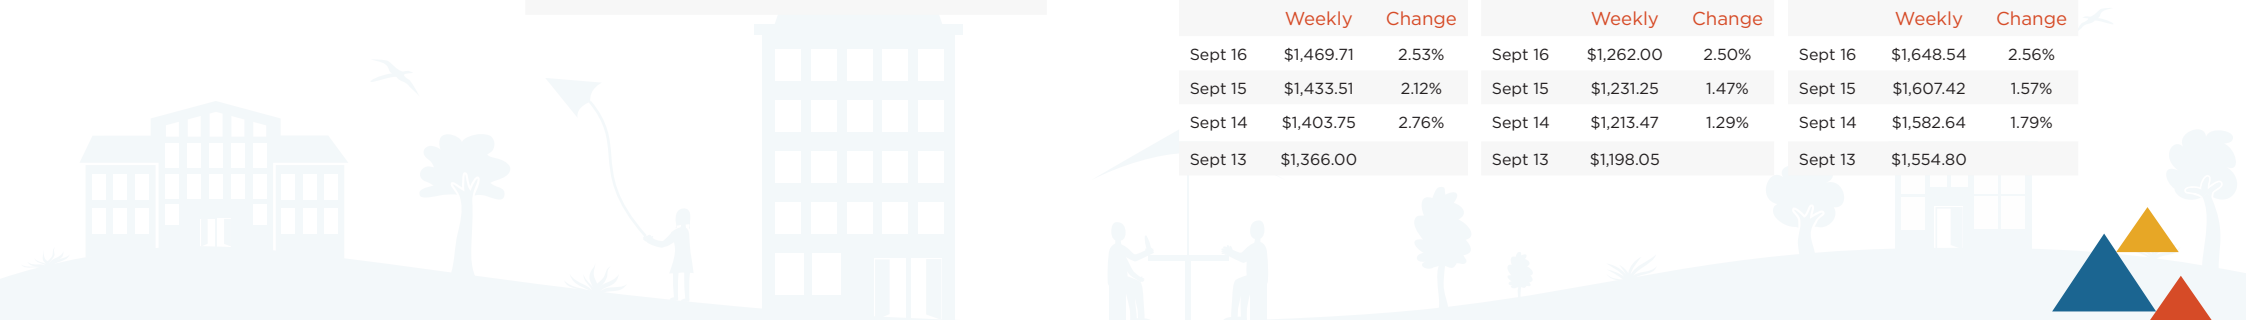 Weekly Change Weekly Change Weekly Change
Sept 16 $1,469.71 2.53% Sept 16 $1,262.00 2.50% Sept 16 $1,648.54 2.56%
Sept 15 $1,433.51 2.12% Sept 15 $1,231.25 1.47% Sept 15 $1,607.42 1.57%
Sept 14 $1,403.75 2.76% Sept 14 $1,213.47 1.29% Sept 14 $1,582.64 1.79%
Sept 13 $1,366.00 Sept 13 $1,198.05 Sept 13 $1,554.80